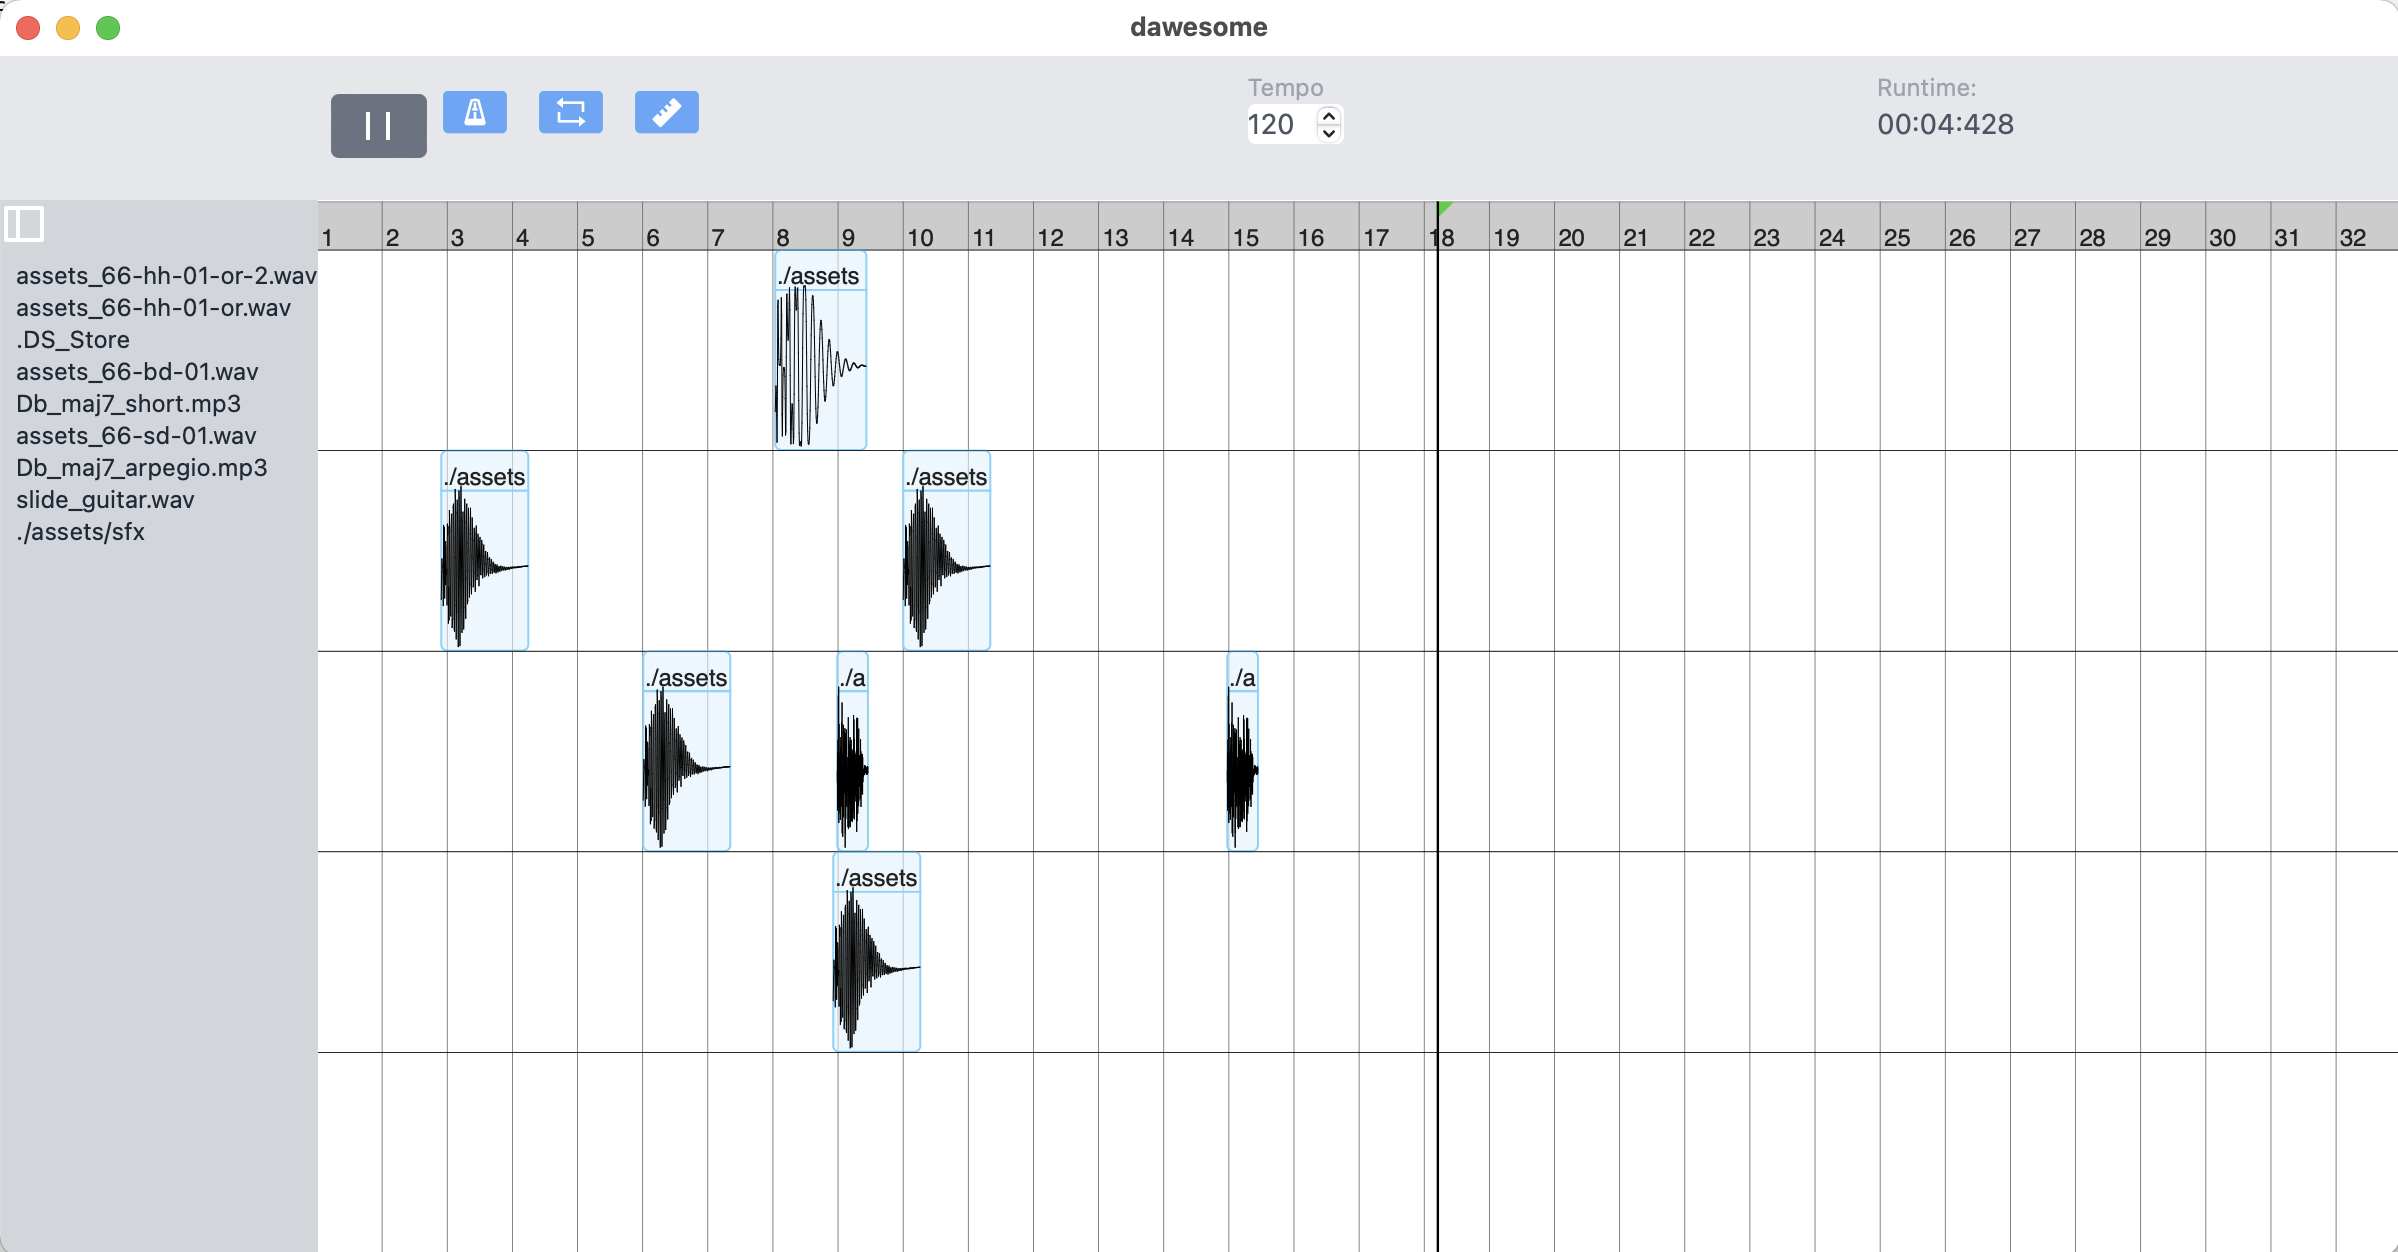 dawesome
Tempo
120
Runtime:
00:04:428
1 2 3 4 5 6 7 8 9 10 11 12 13 14 15 16 17 18 19 20 21 22 23 24 25 26 27 28 29 30 31 32
assets_66-hh-01-or-2.wav
assets_66-hh-01-or.wav
.DS_Store
assets_66-bd-01.wav
Db_maj7_short.mp3
assets_66-sd-01.wav
Db_maj7_arpegio.mp3
slide_guitar.wav
./assets/sfx
./assets
./assets ./assets
./assets ./a ./a
./assets